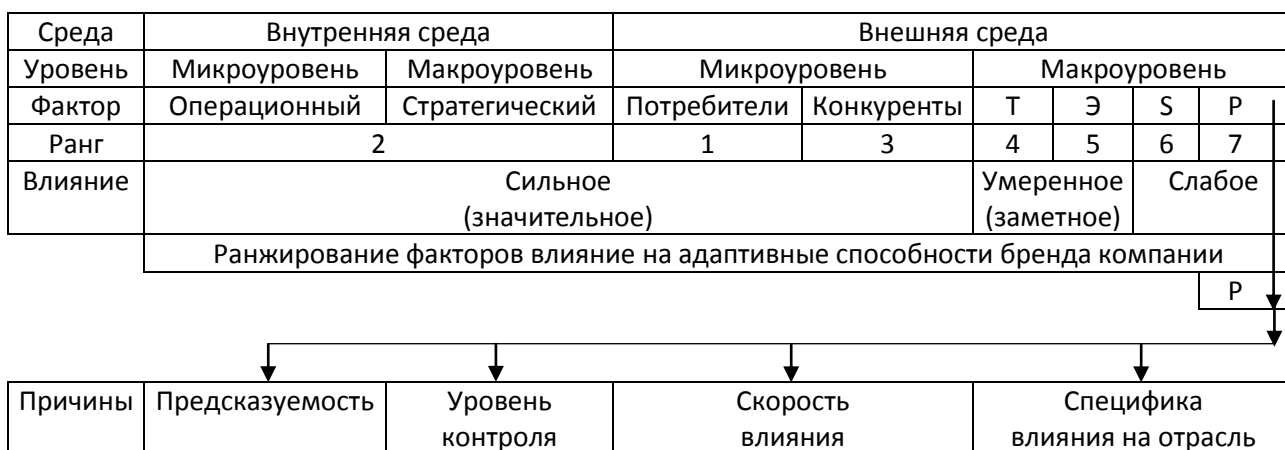 Среда Внутренняя среда Внешняя среда
Уровень Микроуровень Макроуровень Микроуровень Макроуровень
Фактор Операционный Стратегический Потребители Конкуренты Т Э S P
Ранг 2 1 3 4 5 6 7
Влияние Сильное Умеренное Слабое
(значительное) (заметное)
Ранжирование факторов влияние на адаптивные способности бренда компании
P
Причины Предсказуемость Уровень Скорость Специфика
контроля влияния влияния на отрасль